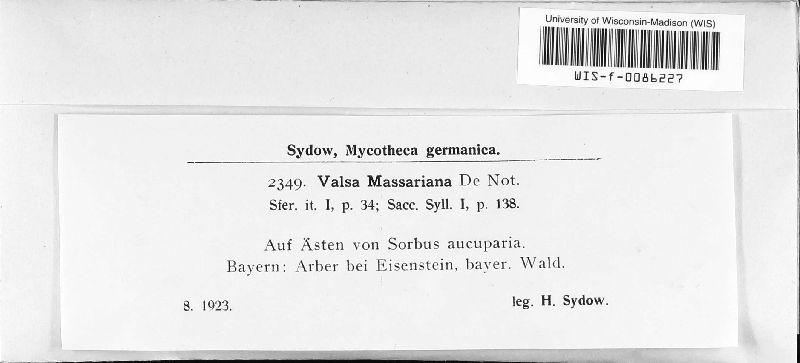 University of Wisconsin-Madison (WIS)
WIS-f-0086227
Sydow, Mycotheca germanica.
2349. Valsa Massariana De Not.
Sfer. it. I, p. 34; Sacc. Syll. I, p. 138.
Auf Ästen von Sorbus aucuparia.
Bayern: Arber bei Eisenstein, bayer. Wald.
8. 1923.
leg. H. Sydow.